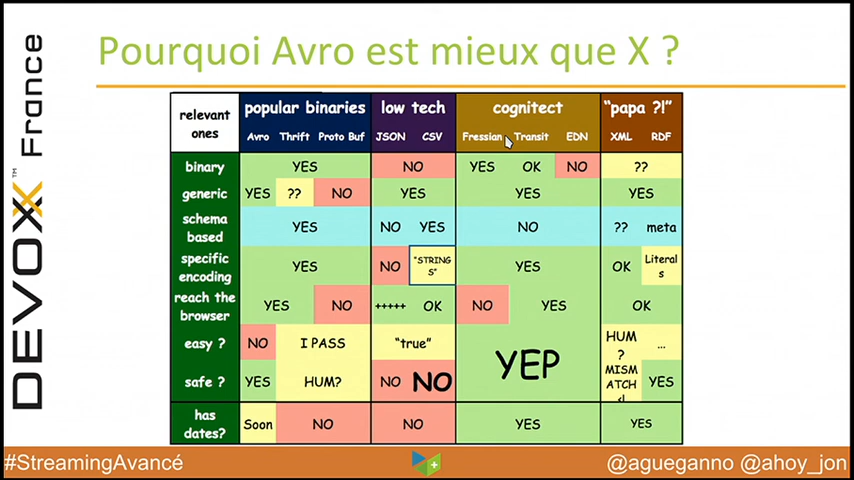 Pourquoi Avro est mieux que X ?
DEVOXX™ France
relevant ones
popular binaries
low tech
cognitect
"papa ?!"
Avro Thrift Proto Buf JSON CSV Fressian Transit EDN XML RDF
binary YES NO YES OK NO ??
generic YES ?? NO YES YES YES
schema based YES NO YES NO ?? meta
specific encoding YES NO "STRINGS" YES OK Literals
reach the browser YES NO +++++ OK NO YES OK
easy ? NO I PASS "true" YEP HUM ? ...
safe ? YES HUM? NO NO MISMATCH YES
has dates? Soon NO NO YES YES
#StreamingAvancé
@agueganno @ahoy_jon